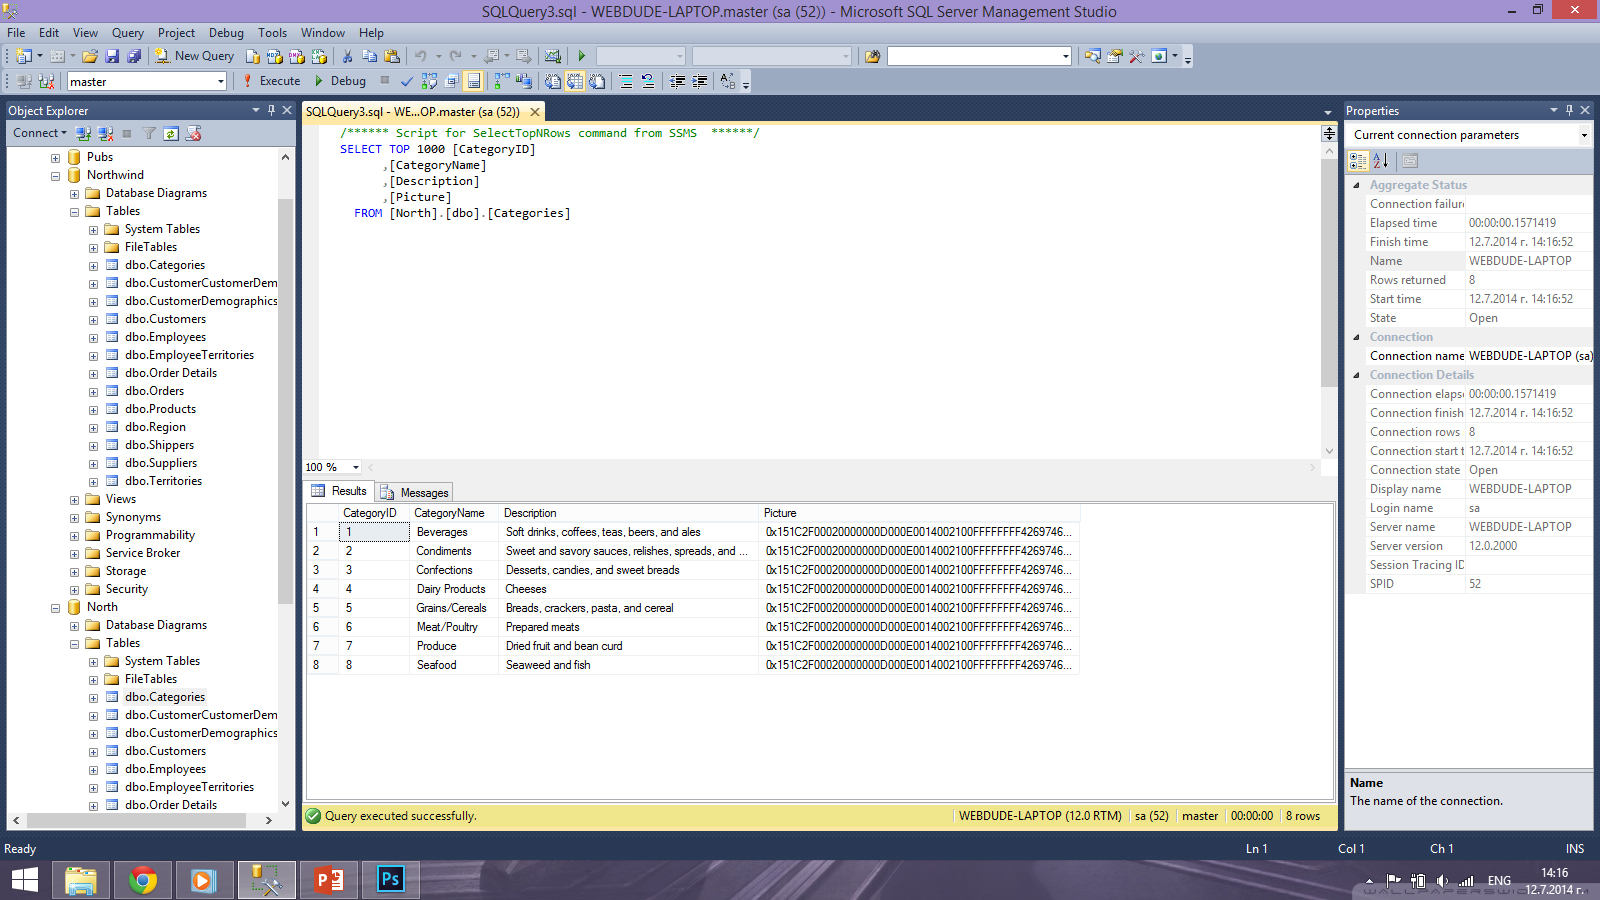 SQLQuery3.sql - WEBDUDE-LAPTOP.master (sa (52)) - Microsoft SQL Server Management Studio
File Edit View Query Project Debug Tools Window Help
New Query
master
Execute
Debug
Object Explorer
Connect
Pubs
Northwind
Database Diagrams
Tables
System Tables
FileTables
dbo.Categories
dbo.CustomerCustomerDem
dbo.CustomerDemographics
dbo.Customers
dbo.Employees
dbo.EmployeeTerritories
dbo.Order Details
dbo.Orders
dbo.Products
dbo.Region
dbo.Shippers
dbo.Suppliers
dbo.Territories
Views
Synonyms
Programmability
Service Broker
Storage
Security
North
Database Diagrams
Tables
System Tables
FileTables
dbo.Categories
dbo.CustomerCustomerDem
dbo.CustomerDemographics
dbo.Customers
dbo.Employees
dbo.EmployeeTerritories
dbo.Order Details
SQLQuery3.sql - WE...OP.master (sa (52))
/****** Script for SelectTopNRows command from SSMS  ******/
SELECT TOP 1000 [CategoryID]
,[CategoryName]
,[Description]
,[Picture]
FROM [North].[dbo].[Categories]
100 %
Results Messages
CategoryID CategoryName Description Picture
1 1 Beverages Soft drinks, coffees, teas, beers, and ales 0x151C2F00020000000D000E0014002100FFFFFFFF4269746...
2 2 Condiments Sweet and savory sauces, relishes, spreads, and ... 0x151C2F00020000000D000E0014002100FFFFFFFF4269746...
3 3 Confections Desserts, candies, and sweet breads 0x151C2F00020000000D000E0014002100FFFFFFFF4269746...
4 4 Dairy Products Cheeses 0x151C2F00020000000D000E0014002100FFFFFFFF4269746...
5 5 Grains/Cereals Breads, crackers, pasta, and cereal 0x151C2F00020000000D000E0014002100FFFFFFFF4269746...
6 6 Meat/Poultry Prepared meats 0x151C2F00020000000D000E0014002100FFFFFFFF4269746...
7 7 Produce Dried fruit and bean curd 0x151C2F00020000000D000E0014002100FFFFFFFF4269746...
8 8 Seafood Seaweed and fish 0x151C2F00020000000D000E0014002100FFFFFFFF4269746...
Query executed successfully. WEBDUDE-LAPTOP (12.0 RTM) sa (52) master 00:00:00 8 rows
Properties
Current connection parameters
Aggregate Status
Connection failure
Elapsed time 00:00:00.1571419
Finish time 12.7.2014 г. 14:16:52
Name WEBDUDE-LAPTOP
Rows returned 8
Start time 12.7.2014 г. 14:16:52
State Open
Connection
Connection name WEBDUDE-LAPTOP (sa)
Connection Details
Connection elapse 00:00:00.1571419
Connection finish 12.7.2014 г. 14:16:52
Connection rows 8
Connection start t 12.7.2014 г. 14:16:52
Connection state Open
Display name WEBDUDE-LAPTOP
Login name sa
Server name WEBDUDE-LAPTOP
Server version 12.0.2000
Session Tracing ID
SPID 52
Name
The name of the connection.
Ready Ln 1 Col 1 Ch 1 INS
Ps
ENG
14:16
12.7.2014 г.